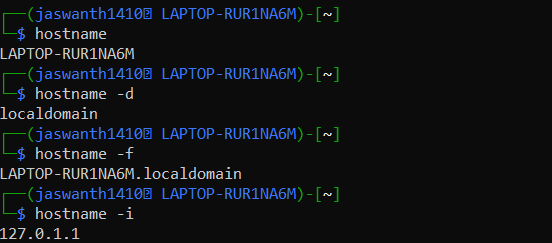 ┌──(jaswanth1410 LAPTOP-RUR1NA6M)-[~]
└─$ hostname
LAPTOP-RUR1NA6M
┌──(jaswanth1410 LAPTOP-RUR1NA6M)-[~]
└─$ hostname -d
localdomain
┌──(jaswanth1410 LAPTOP-RUR1NA6M)-[~]
└─$ hostname -f
LAPTOP-RUR1NA6M.localdomain
┌──(jaswanth1410 LAPTOP-RUR1NA6M)-[~]
└─$ hostname -i
127.0.1.1